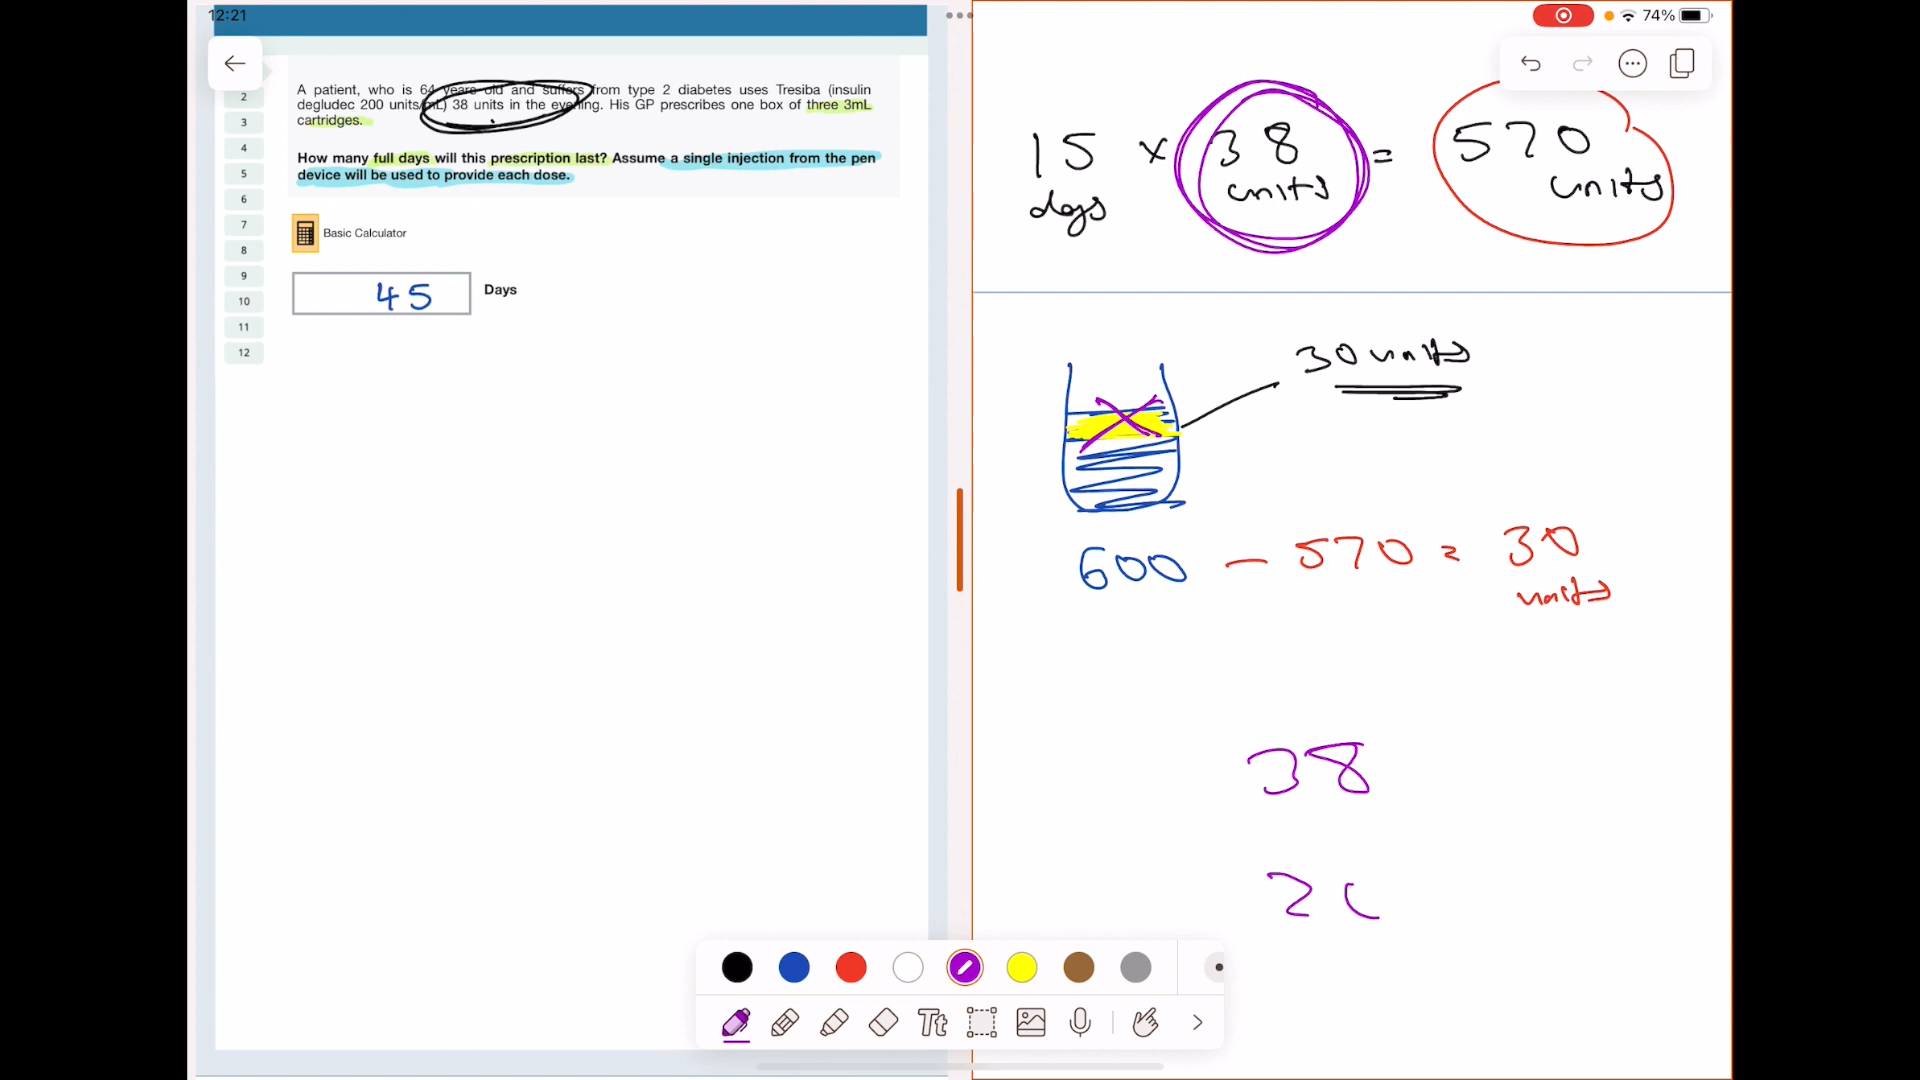 12:21
74%
A patient, who is 64 years old and suffers from type 2 diabetes uses Tresiba (insulin
degludec 200 units/mL) 38 units in the evening. His GP prescribes one box of three 3mL
cartridges.
How many full days will this prescription last? Assume a single injection from the pen
device will be used to provide each dose.
2
3
4
5
6
7
8
9
10
11
12
Basic Calculator
45 Days
15 × 38 = 570
days units units
30 units
600 - 570 = 30
units
38
2
Tt